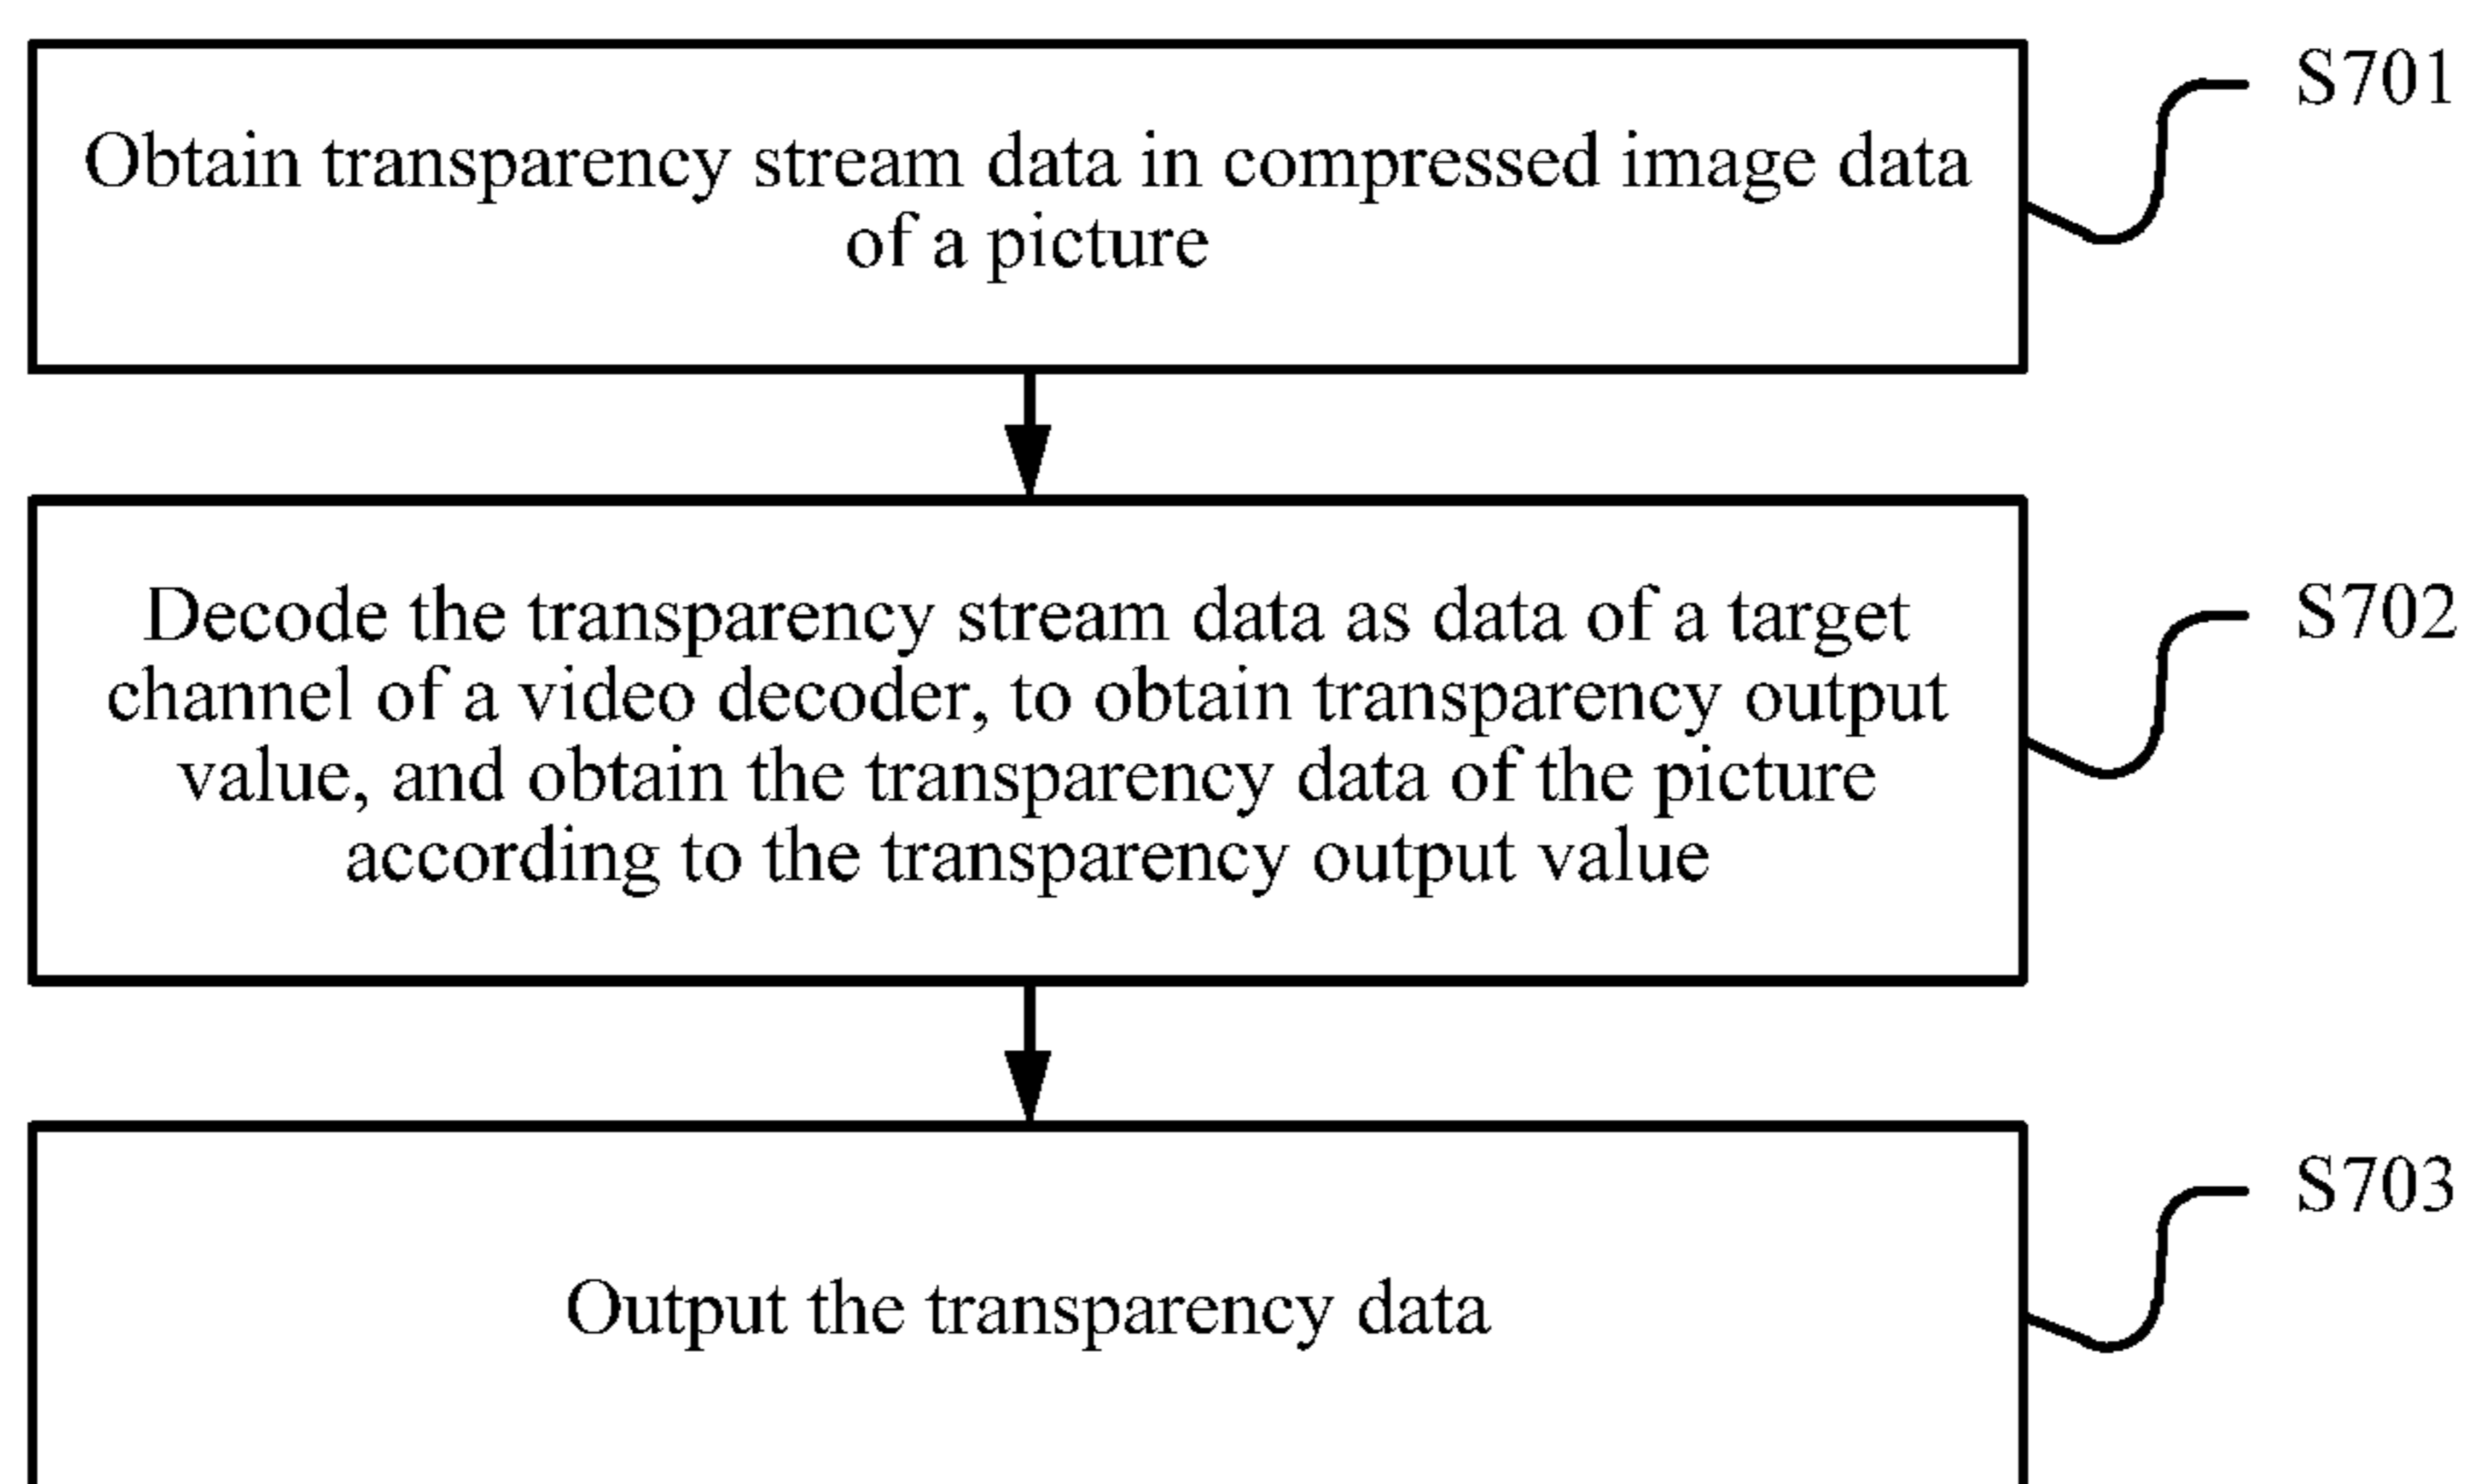 S701
Obtain transparency stream data in compressed image data
of a picture
S702
Decode the transparency stream data as data of a target
channel of a video decoder, to obtain transparency output
value, and obtain the transparency data of the picture
according to the transparency output value
S703
Output the transparency data